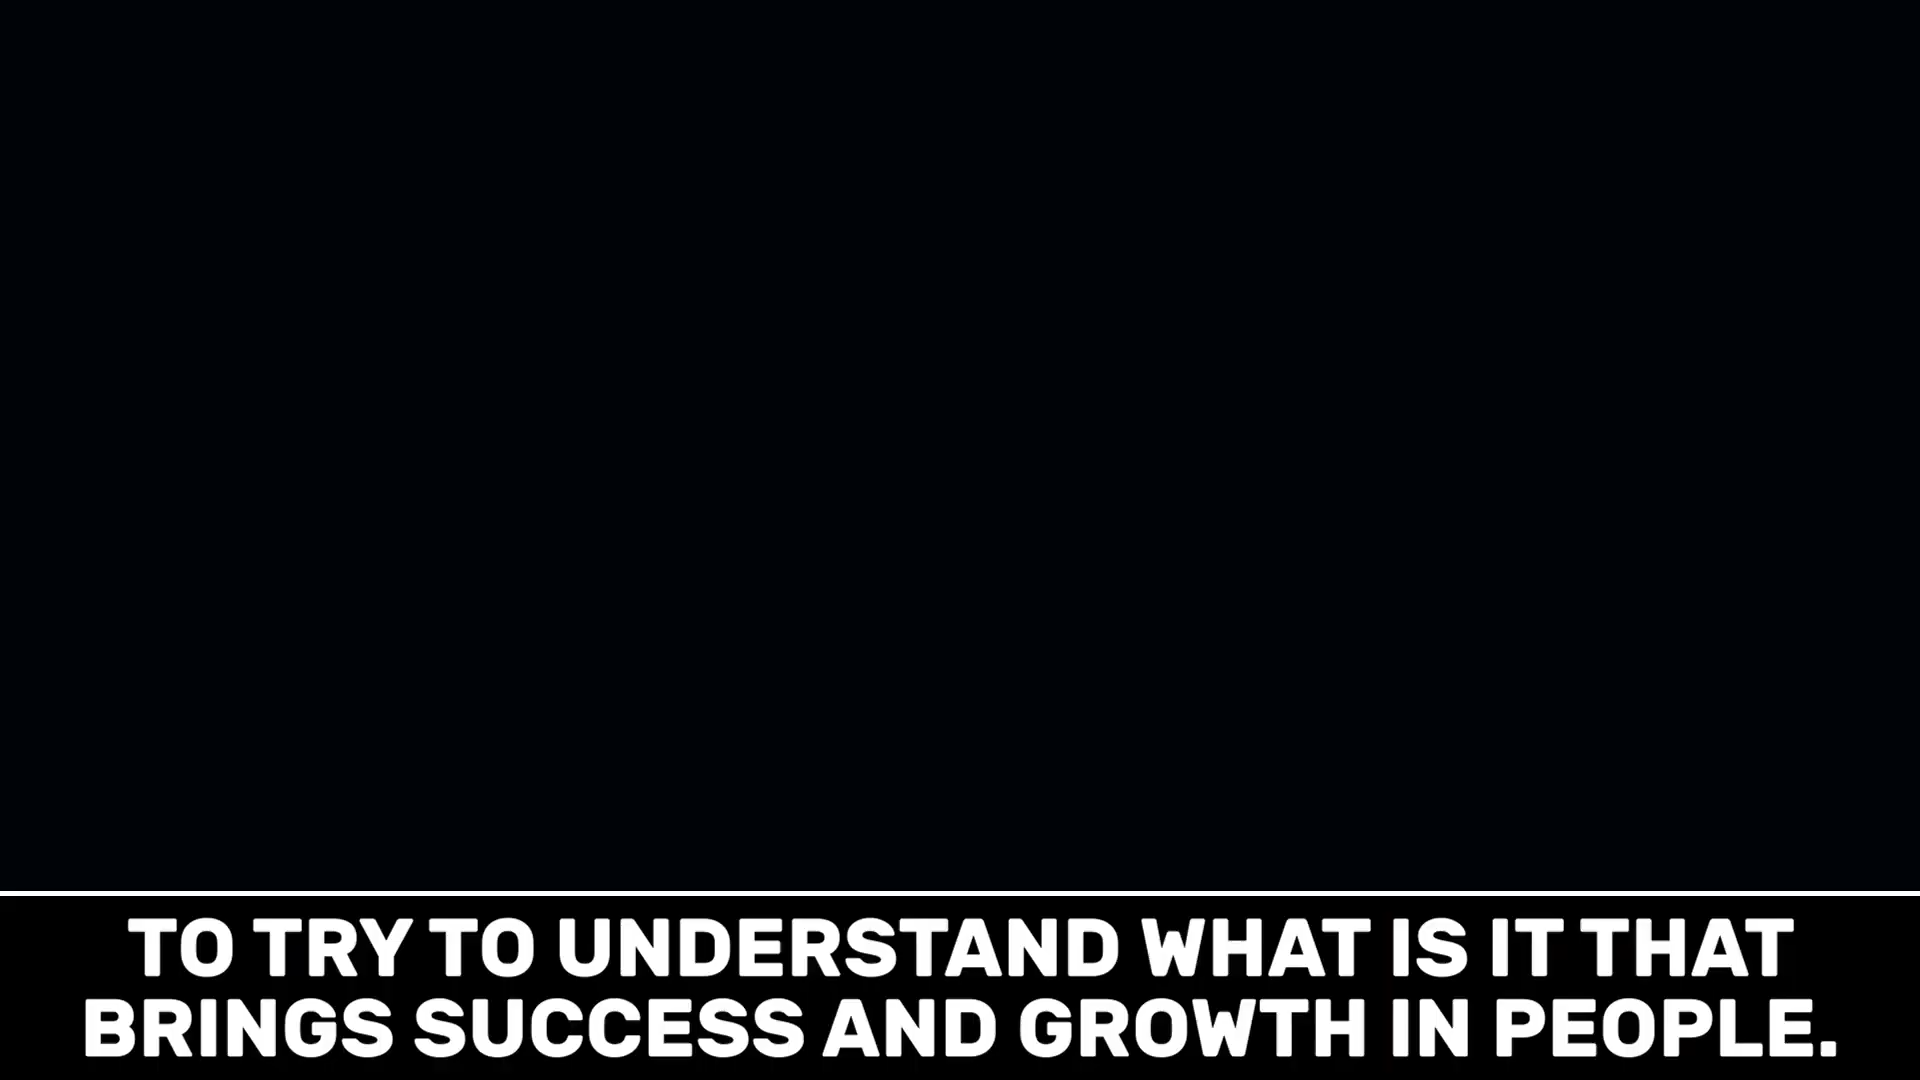 TO TRY TO UNDERSTAND WHAT IS IT THAT
BRINGS SUCCESS AND GROWTH IN PEOPLE.